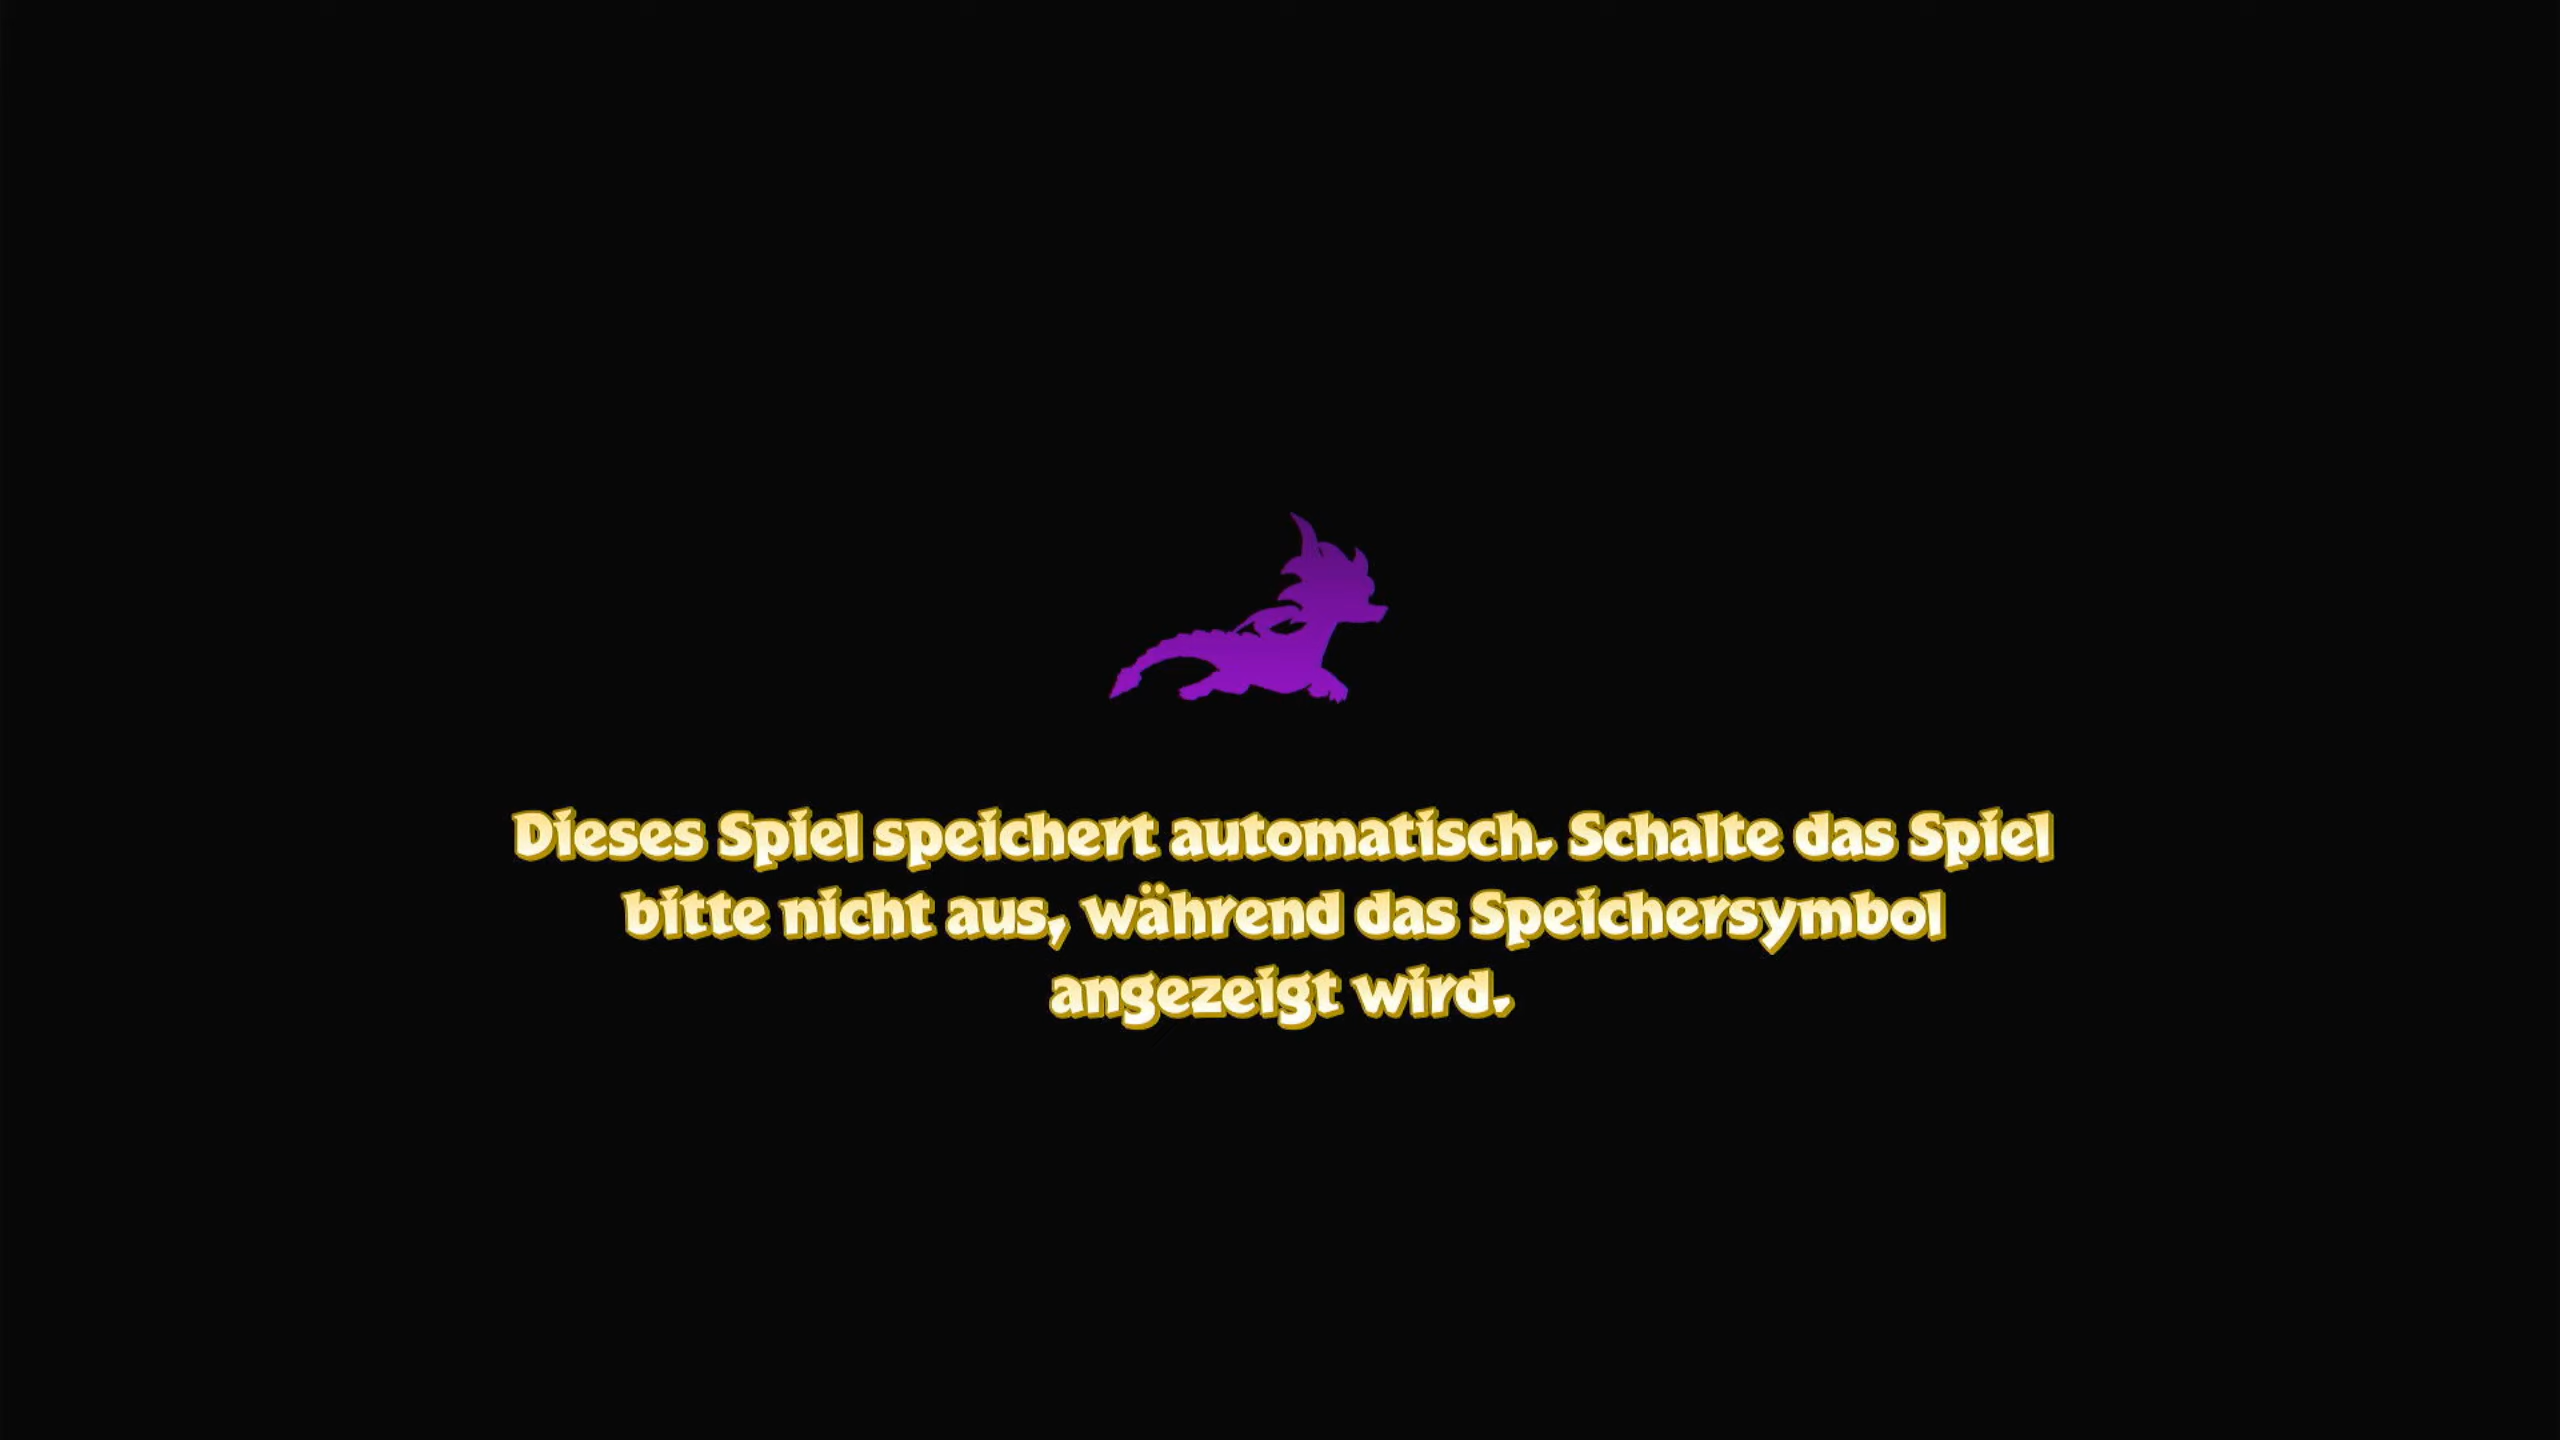 Dieses Spiel speichert automatisch. Schalte das Spiel
bitte nicht aus, während das Speichersymbol
angezeigt wird.